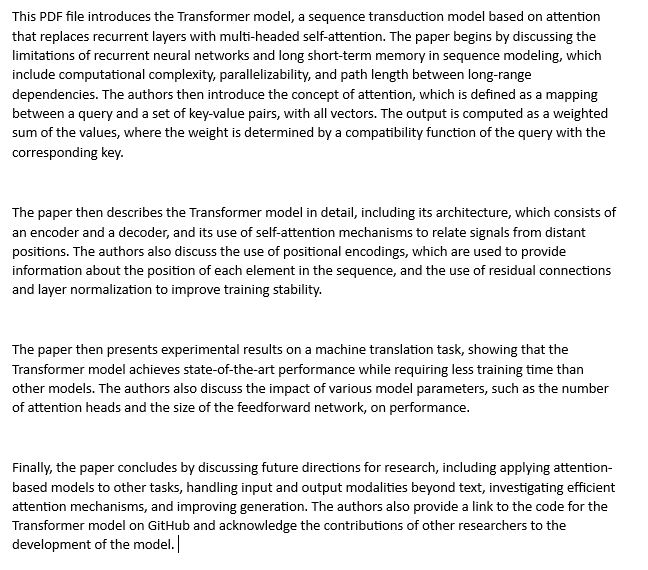 This PDF file introduces the Transformer model, a sequence transduction model based on attention
that replaces recurrent layers with multi-headed self-attention. The paper begins by discussing the
limitations of recurrent neural networks and long short-term memory in sequence modeling, which
include computational complexity, parallelizability, and path length between long-range
dependencies. The authors then introduce the concept of attention, which is defined as a mapping
between a query and a set of key-value pairs, with all vectors. The output is computed as a weighted
sum of the values, where the weight is determined by a compatibility function of the query with the
corresponding key.
The paper then describes the Transformer model in detail, including its architecture, which consists of
an encoder and a decoder, and its use of self-attention mechanisms to relate signals from distant
positions. The authors also discuss the use of positional encodings, which are used to provide
information about the position of each element in the sequence, and the use of residual connections
and layer normalization to improve training stability.
The paper then presents experimental results on a machine translation task, showing that the
Transformer model achieves state-of-the-art performance while requiring less training time than
other models. The authors also discuss the impact of various model parameters, such as the number
of attention heads and the size of the feedforward network, on performance.
Finally, the paper concludes by discussing future directions for research, including applying attention-
based models to other tasks, handling input and output modalities beyond text, investigating efficient
attention mechanisms, and improving generation. The authors also provide a link to the code for the
Transformer model on GitHub and acknowledge the contributions of other researchers to the
development of the model.